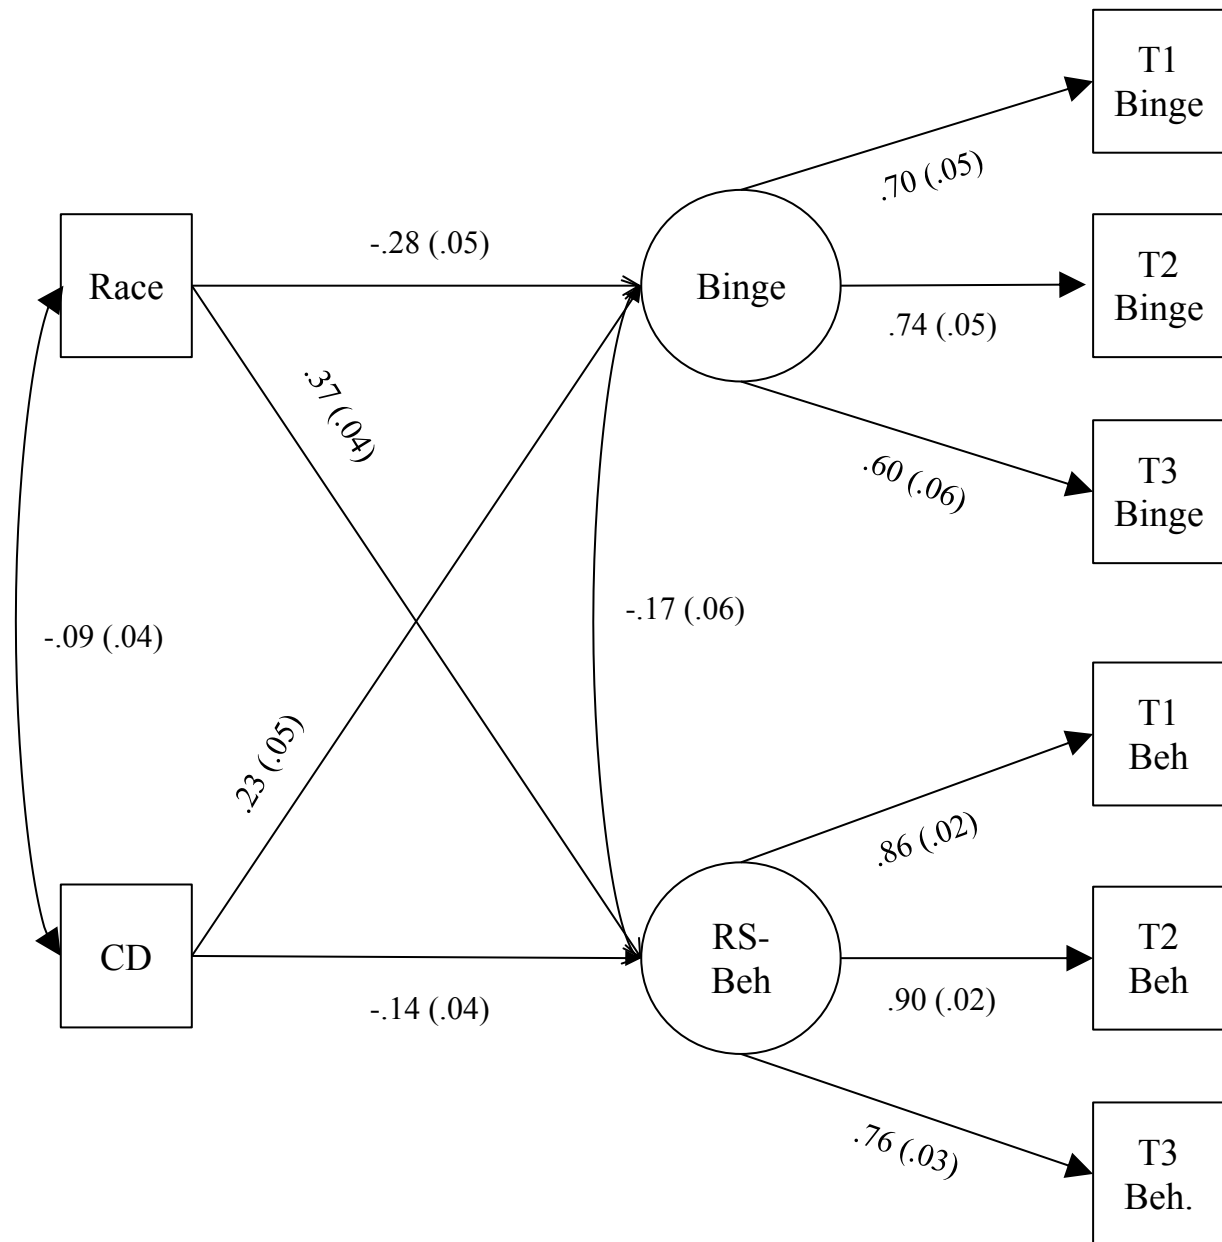 T1
Binge
.70 (.05)
Race
-.28 (.05)
Binge
T2
Binge
.74 (.05)
.37 (.04)
.60 (.06)
T3
Binge
-.09 (.04)
-.17 (.06)
.23 (.05)
T1
Beh
.86 (.02)
CD
-.14 (.04)
RS-
Beh
.90 (.02)
T2
Beh
.76 (.03)
T3
Beh.